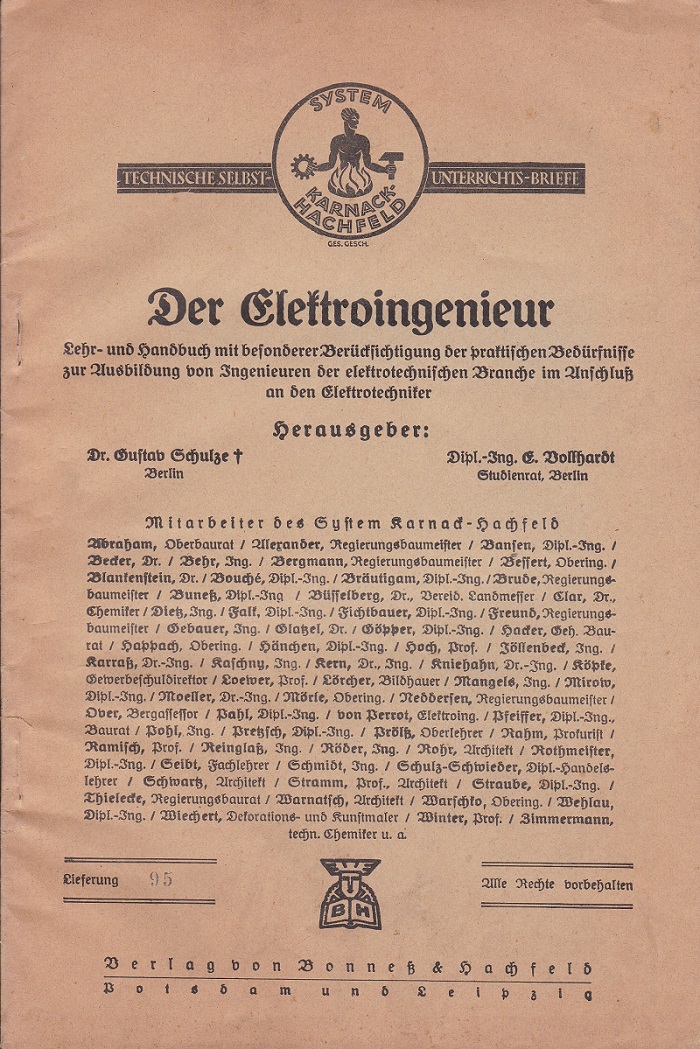 SYSTEM
TECHNISCHE SELBST-UNTERRICHTS-BRIEFE
KARNACK-
HACHFELD
GES. GESCH.
Der Elektroingenieur
Lehr- und Handbuch mit besonderer Berücksichtigung der praktischen Bedürfnisse
zur Ausbildung von Ingenieuren der elektrotechnischen Branche im Anschluß
an den Elektrotechniker
Herausgeber:
Dr. Gustav Schulze †
Berlin
Dipl.-Ing. E. Vollhardt
Studienrat, Berlin
Mitarbeiter des System Karnack-Hachfeld
Abraham, Oberbaurat / Alexander, Regierungsbaumeister / Bansen, Dipl.-Ing. /
Becker, Dr. / Behr, Ing. / Bergmann, Regierungsbaumeister / Bessert, Obering. /
Blankenstein, Dr. / Bouché, Dipl.-Ing. / Bräutigam, Dipl.-Ing. / Brude, Regierungs-
baumeister / Buneß, Dipl.-Ing / Büsselberg, Dr., Vereid. Landmesser / Clar, Dr.,
Chemiker / Dietz, Ing. / Falk, Dipl.-Ing. / Fichtbauer, Dipl.-Ing. / Freund, Regierungs-
baumeister / Gebauer, Ing. / Glatzel, Dr. / Göpper, Dipl.-Ing. / Hacker, Geh. Bau-
rat / Happach, Obering. / Hänchen, Dipl.-Ing. / Hoch, Prof. / Jöllenbeck, Ing. /
Karraß, Dr.-Ing. / Kaschny, Ing. / Kern, Dr., Ing. / Kniehahn, Dr.-Ing. / Köpke,
Gewerbeschuldirektor / Loewer, Prof. / Lörcher, Bildhauer / Mangels, Ing. / Mirow,
Dipl.-Ing. / Moeller, Dr.-Ing. / Mörle, Obering. / Neddersen, Regierungsbaumeister /
Over, Bergassessor / Pahl, Dipl.-Ing. / von Perrot, Elektroing. / Pfeiffer, Dipl.-Ing.,
Baurat / Pohl, Ing. / Pretzsch, Dipl.-Ing. / Prölß, Oberlehrer / Rahm, Prokurist /
Ramisch, Prof. / Reinglaß, Ing. / Röder, Ing. / Rohr, Architekt / Rothmeister,
Dipl.-Ing. / Seibt, Fachlehrer / Schmidt, Ing. / Schulz-Schwieder, Dipl.-Handels-
lehrer / Schwartz, Architekt / Stramm, Prof., Architekt / Straube, Dipl.-Ing. /
Thielecke, Regierungsbaurat / Warnatsch, Architekt / Warschko, Obering. / Wehlau,
Dipl.-Ing. / Wiechert, Dekorations- und Kunstmaler / Winter, Prof. / Zimmermann,
techn. Chemiker u. a.
Lieferung 95
T
B H
Alle Rechte vorbehalten
Verlag von Bonneß & Hachfeld
Potsdam und Leipzig